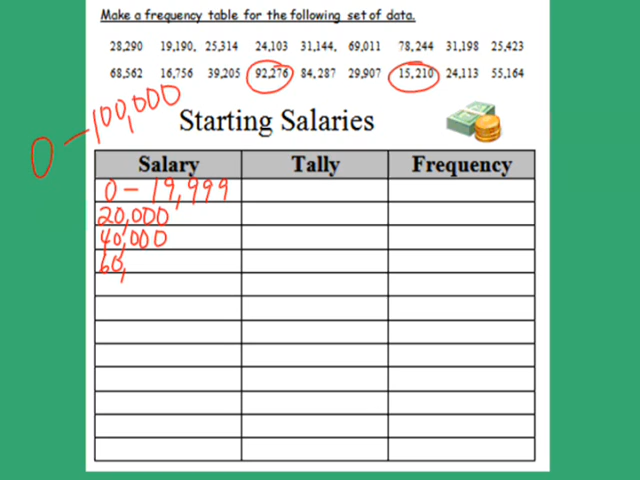 Make a frequency table for the following set of data.
28,290 19,190, 25,314 24,103 31,144, 69,011 78,244 31,198 25,423
68,562 16,756 39,205 92,276 84,287 29,907 15,210 24,113 55,164
0 - 100,000
Starting Salaries
Salary Tally Frequency
0 - 19,999
20,000
40,000
60,